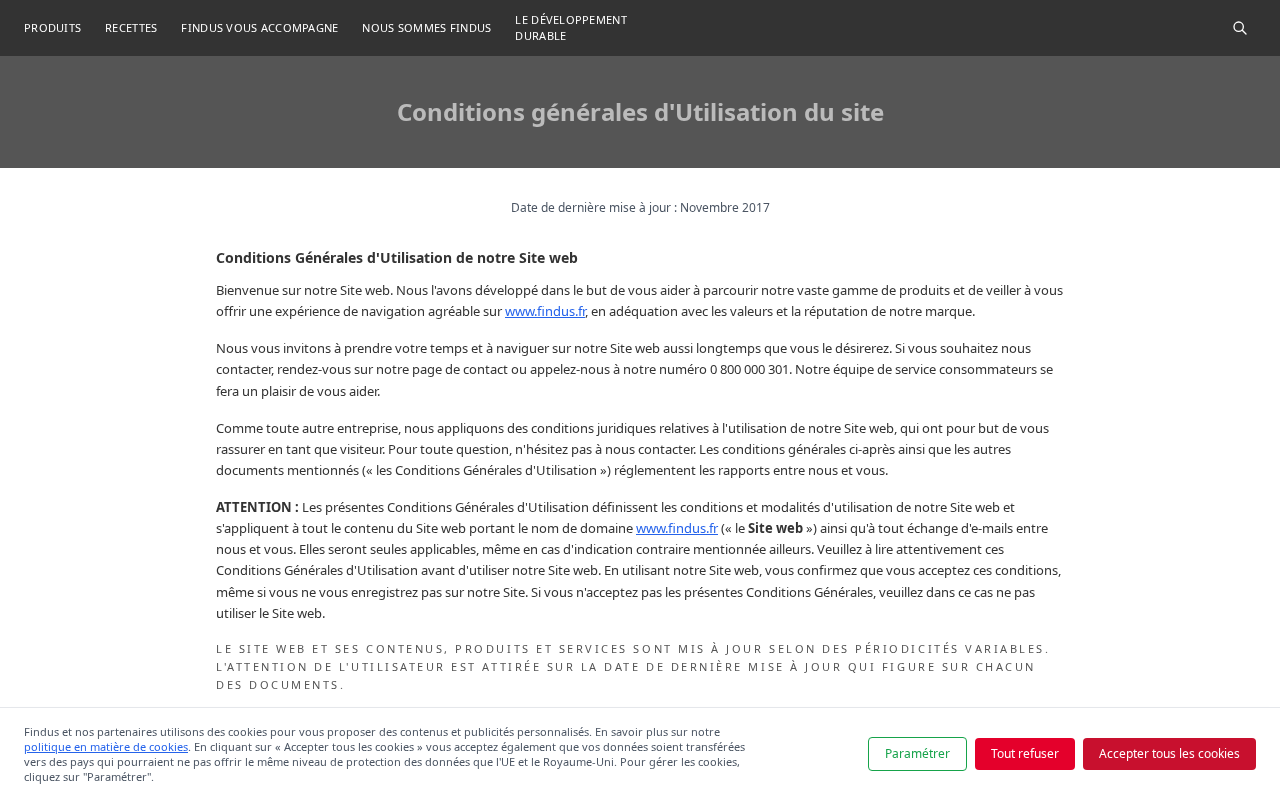 PRODUITS
RECETTES
FINDUS VOUS ACCOMPAGNE
NOUS SOMMES FINDUS
LE DÉVELOPPEMENT
DURABLE
Conditions générales d'Utilisation du site
Date de dernière mise à jour : Novembre 2017
Conditions Générales d'Utilisation de notre Site web
Bienvenue sur notre Site web. Nous l'avons développé dans le but de vous aider à parcourir notre vaste gamme de produits et de veiller à vous
offrir une expérience de navigation agréable sur www.findus.fr, en adéquation avec les valeurs et la réputation de notre marque.
Nous vous invitons à prendre votre temps et à naviguer sur notre Site web aussi longtemps que vous le désirerez. Si vous souhaitez nous
contacter, rendez-vous sur notre page de contact ou appelez-nous à notre numéro 0 800 000 301. Notre équipe de service consommateurs se
fera un plaisir de vous aider.
Comme toute autre entreprise, nous appliquons des conditions juridiques relatives à l'utilisation de notre Site web, qui ont pour but de vous
rassurer en tant que visiteur. Pour toute question, n'hésitez pas à nous contacter. Les conditions générales ci-après ainsi que les autres
documents mentionnés (« les Conditions Générales d'Utilisation ») réglementent les rapports entre nous et vous.
ATTENTION : Les présentes Conditions Générales d'Utilisation définissent les conditions et modalités d'utilisation de notre Site web et
s'appliquent à tout le contenu du Site web portant le nom de domaine www.findus.fr (« le Site web ») ainsi qu'à tout échange d'e-mails entre
nous et vous. Elles seront seules applicables, même en cas d'indication contraire mentionnée ailleurs. Veuillez à lire attentivement ces
Conditions Générales d'Utilisation avant d'utiliser notre Site web. En utilisant notre Site web, vous confirmez que vous acceptez ces conditions,
même si vous ne vous enregistrez pas sur notre Site. Si vous n'acceptez pas les présentes Conditions Générales, veuillez dans ce cas ne pas
utiliser le Site web.
LE SITE WEB ET SES CONTENUS, PRODUITS ET SERVICES SONT MIS À JOUR SELON DES PÉRIODICITÉS VARIABLES.
L'ATTENTION DE L'UTILISATEUR EST ATTIRÉE SUR LA DATE DE DERNIÈRE MISE À JOUR QUI FIGURE SUR CHACUN
DES DOCUMENTS.
Findus et nos partenaires utilisons des cookies pour vous proposer des contenus et publicités personnalisés. En savoir plus sur notre
politique en matière de cookies. En cliquant sur « Accepter tous les cookies » vous acceptez également que vos données soient transférées
vers des pays qui pourraient ne pas offrir le même niveau de protection des données que l'UE et le Royaume-Uni. Pour gérer les cookies,
cliquez sur "Paramétrer".
Paramétrer
Tout refuser
Accepter tous les cookies